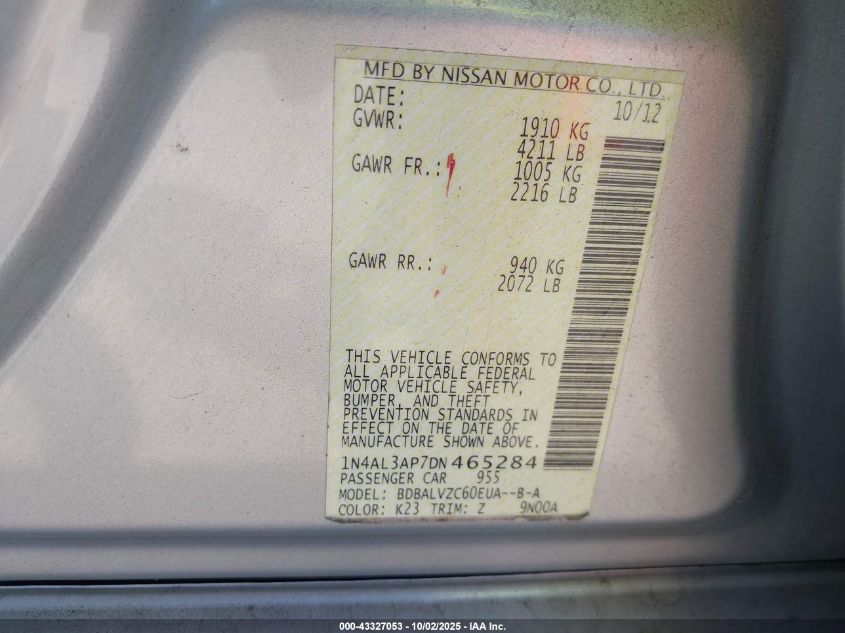 MFD BY NISSAN MOTOR CO., LTD.
DATE: 10/12
GVWR: 1910 KG
4211 LB
GAWR FR.: 1005 KG
2216 LB
GAWR RR.: 940 KG
2072 LB
THIS VEHICLE CONFORMS TO
ALL APPLICABLE FEDERAL
MOTOR VEHICLE SAFETY,
BUMPER, AND THEFT
PREVENTION STANDARDS IN
EFFECT ON THE DATE OF
MANUFACTURE SHOWN ABOVE.
1N4AL3AP7DN465284
PASSENGER CAR 955
MODEL: BDBALVZC60EUA--B-A
COLOR: K23 TRIM: Z 9N00A
000-43327053 - 10/02/2025 - IAA Inc.